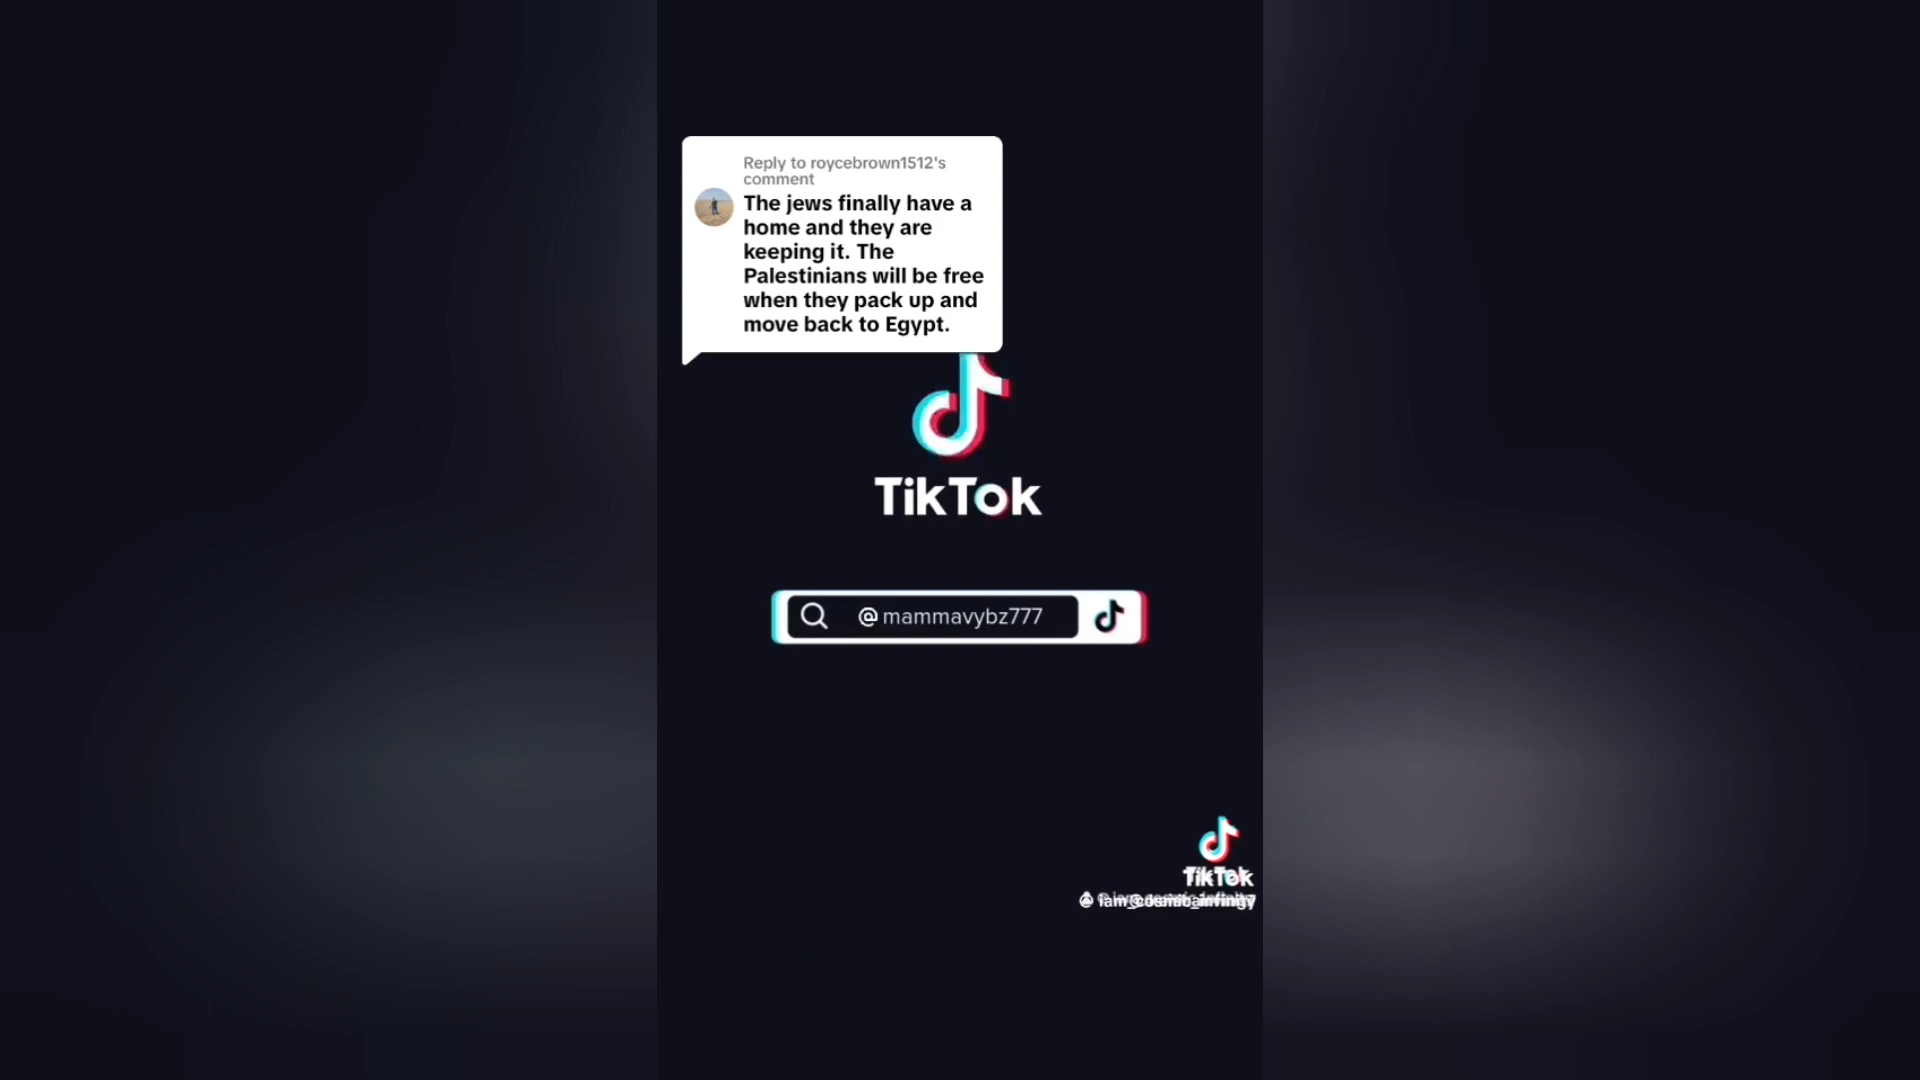 Reply to roycebrown1512's
comment
The jews finally have a
home and they are
keeping it. The
Palestinians will be free
when they pack up and
move back to Egypt.
TikTok
@mammavybz777
TikTok